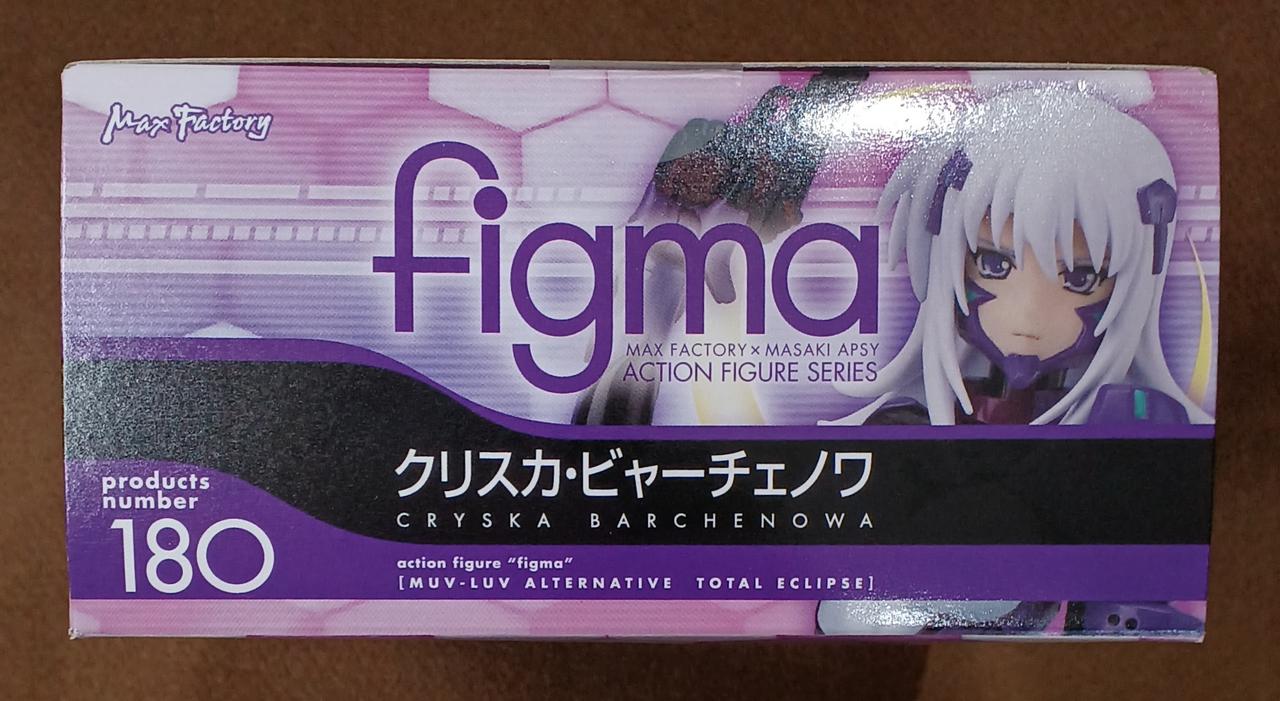 Max Factory
figma
MAX FACTORY × MASAKI APSY
ACTION FIGURE SERIES
クリスカ・ビャーチェノワ
CRYSKA BARCHENOWA
products
number
180
action figure "figma"
[MUV-LUV ALTERNATIVE TOTAL ECLIPSE]